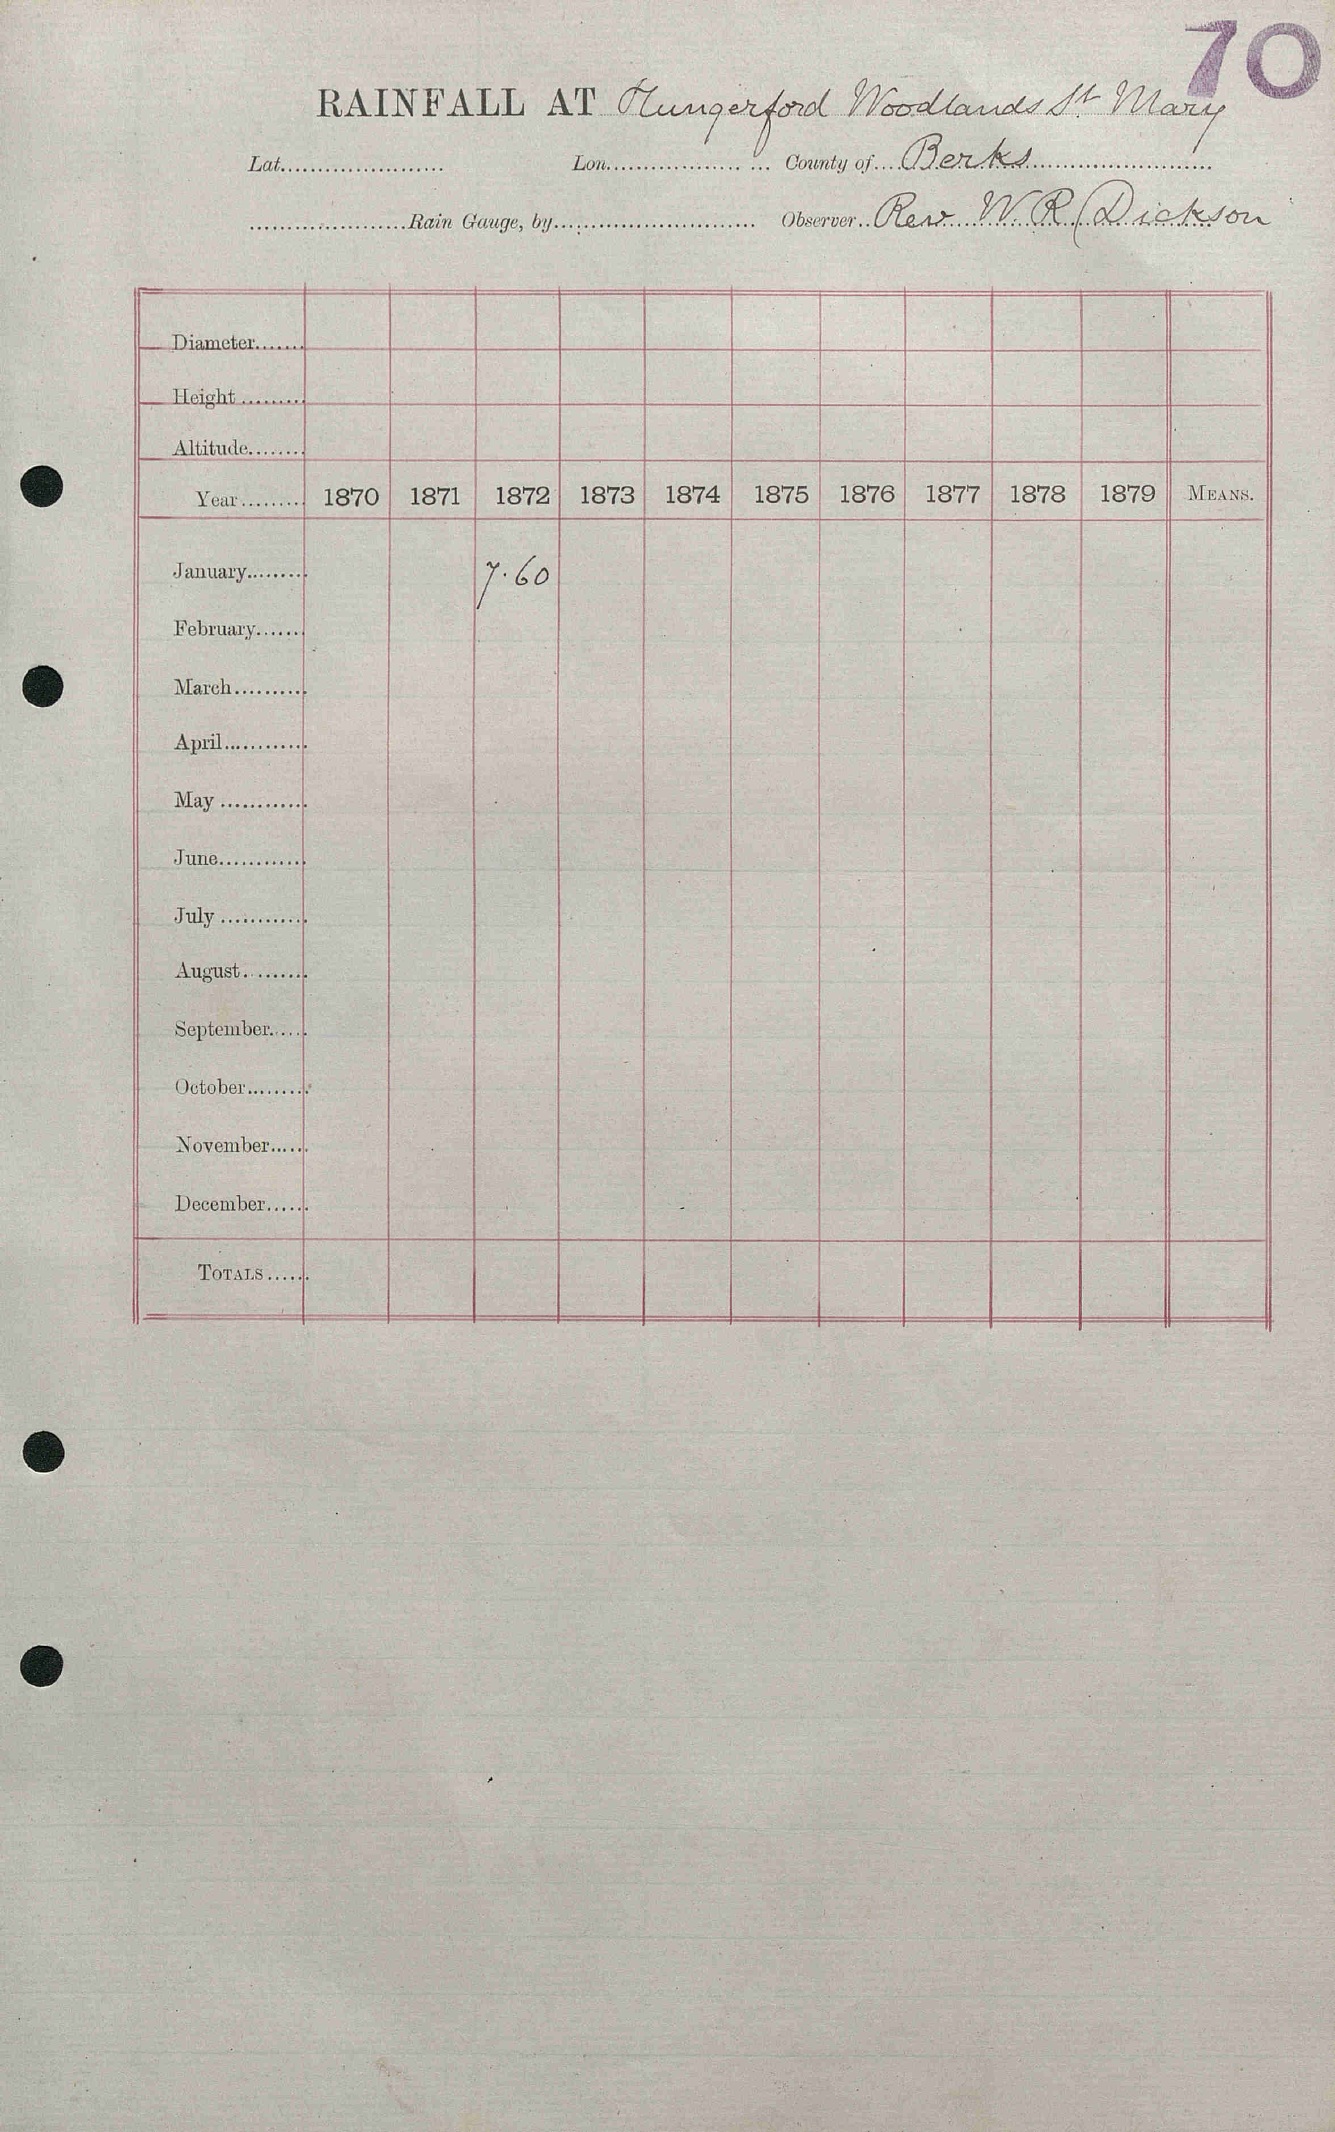 70
RAINFALL AT Hungerford Woodlands St. Mary
Lat...................... Lon.................. ... County of....Berks........................
.....................Rain Gauge, by............................. Observer..Rev. W. R. Dickson
Diameter.......
Height.........
Altitude........
Year......... 1870 1871 1872 1873 1874 1875 1876 1877 1878 1879 MEANS.
January......... 7.60
February.......
March..........
April............
May............
June............
July............
August.........
September......
October.........
November......
December......
TOTALS......